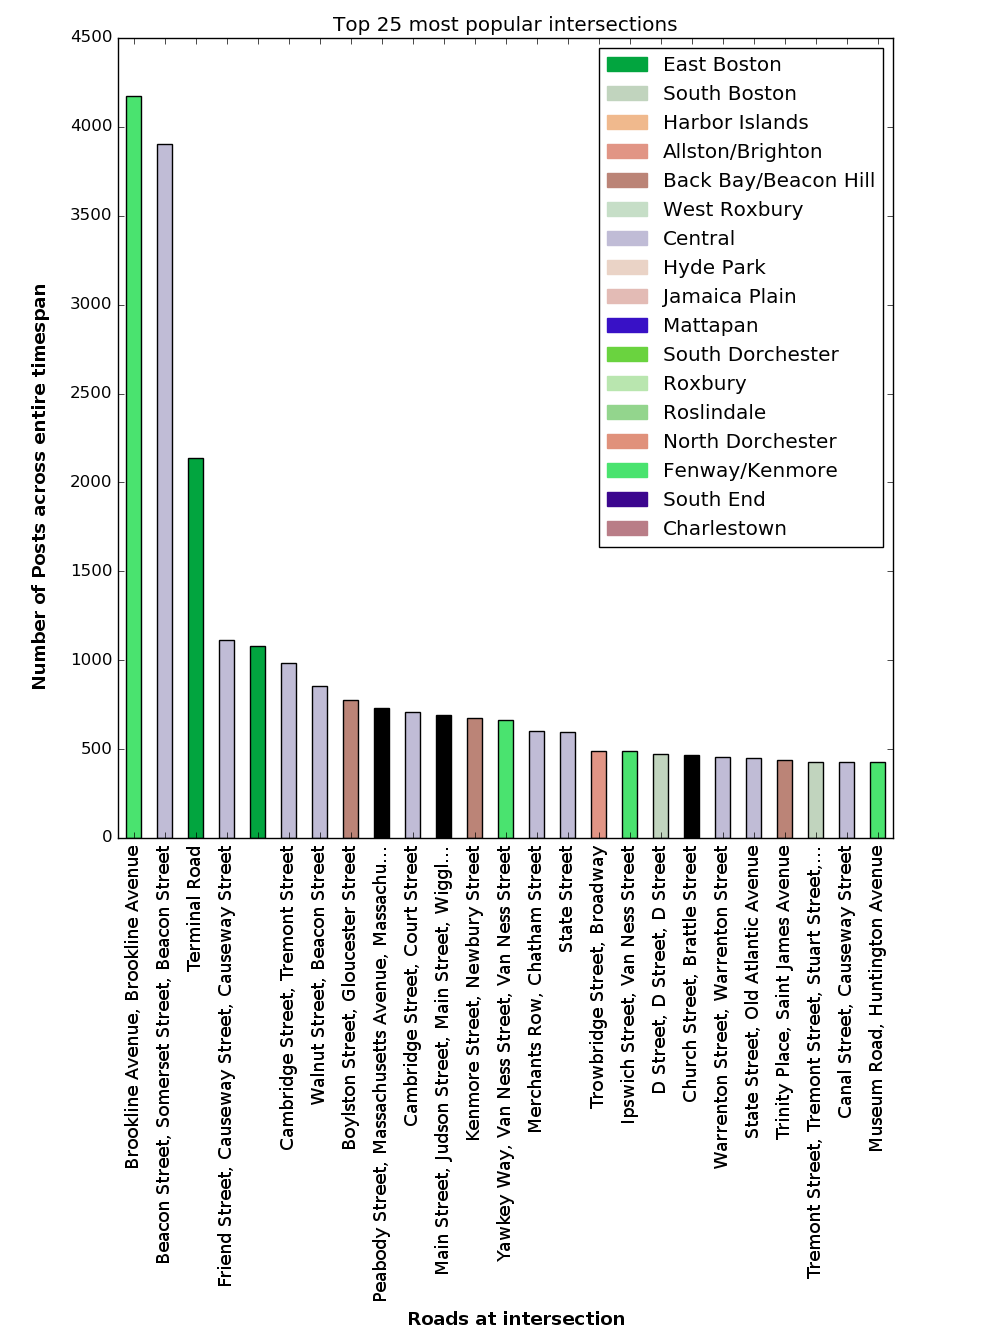 Top 25 most popular intersections
4500
4000
3500
3000
2500
2000
1500
1000
500
0
Number of Posts across entire timespan
East Boston
South Boston
Harbor Islands
Allston/Brighton
Back Bay/Beacon Hill
West Roxbury
Central
Hyde Park
Jamaica Plain
Mattapan
South Dorchester
Roxbury
Roslindale
North Dorchester
Fenway/Kenmore
South End
Charlestown
Brookline Avenue, Brookline Avenue
Beacon Street, Somerset Street, Beacon Street
Terminal Road
Friend Street, Causeway Street, Causeway Street
Cambridge Street, Tremont Street
Walnut Street, Beacon Street
Boylston Street, Gloucester Street
Peabody Street, Massachusetts Avenue, Massachu...
Cambridge Street, Court Street
Main Street, Judson Street, Main Street, Wiggl...
Kenmore Street, Newbury Street
Yawkey Way, Van Ness Street, Van Ness Street
Merchants Row, Chatham Street
State Street
Trowbridge Street, Broadway
Ipswich Street, Van Ness Street
D Street, D Street, D Street
Church Street, Brattle Street
Warrenton Street, Warrenton Street
State Street, Old Atlantic Avenue
Trinity Place, Saint James Avenue
Tremont Street, Tremont Street, Stuart Street,...
Canal Street, Causeway Street
Museum Road, Huntington Avenue
Roads at intersection